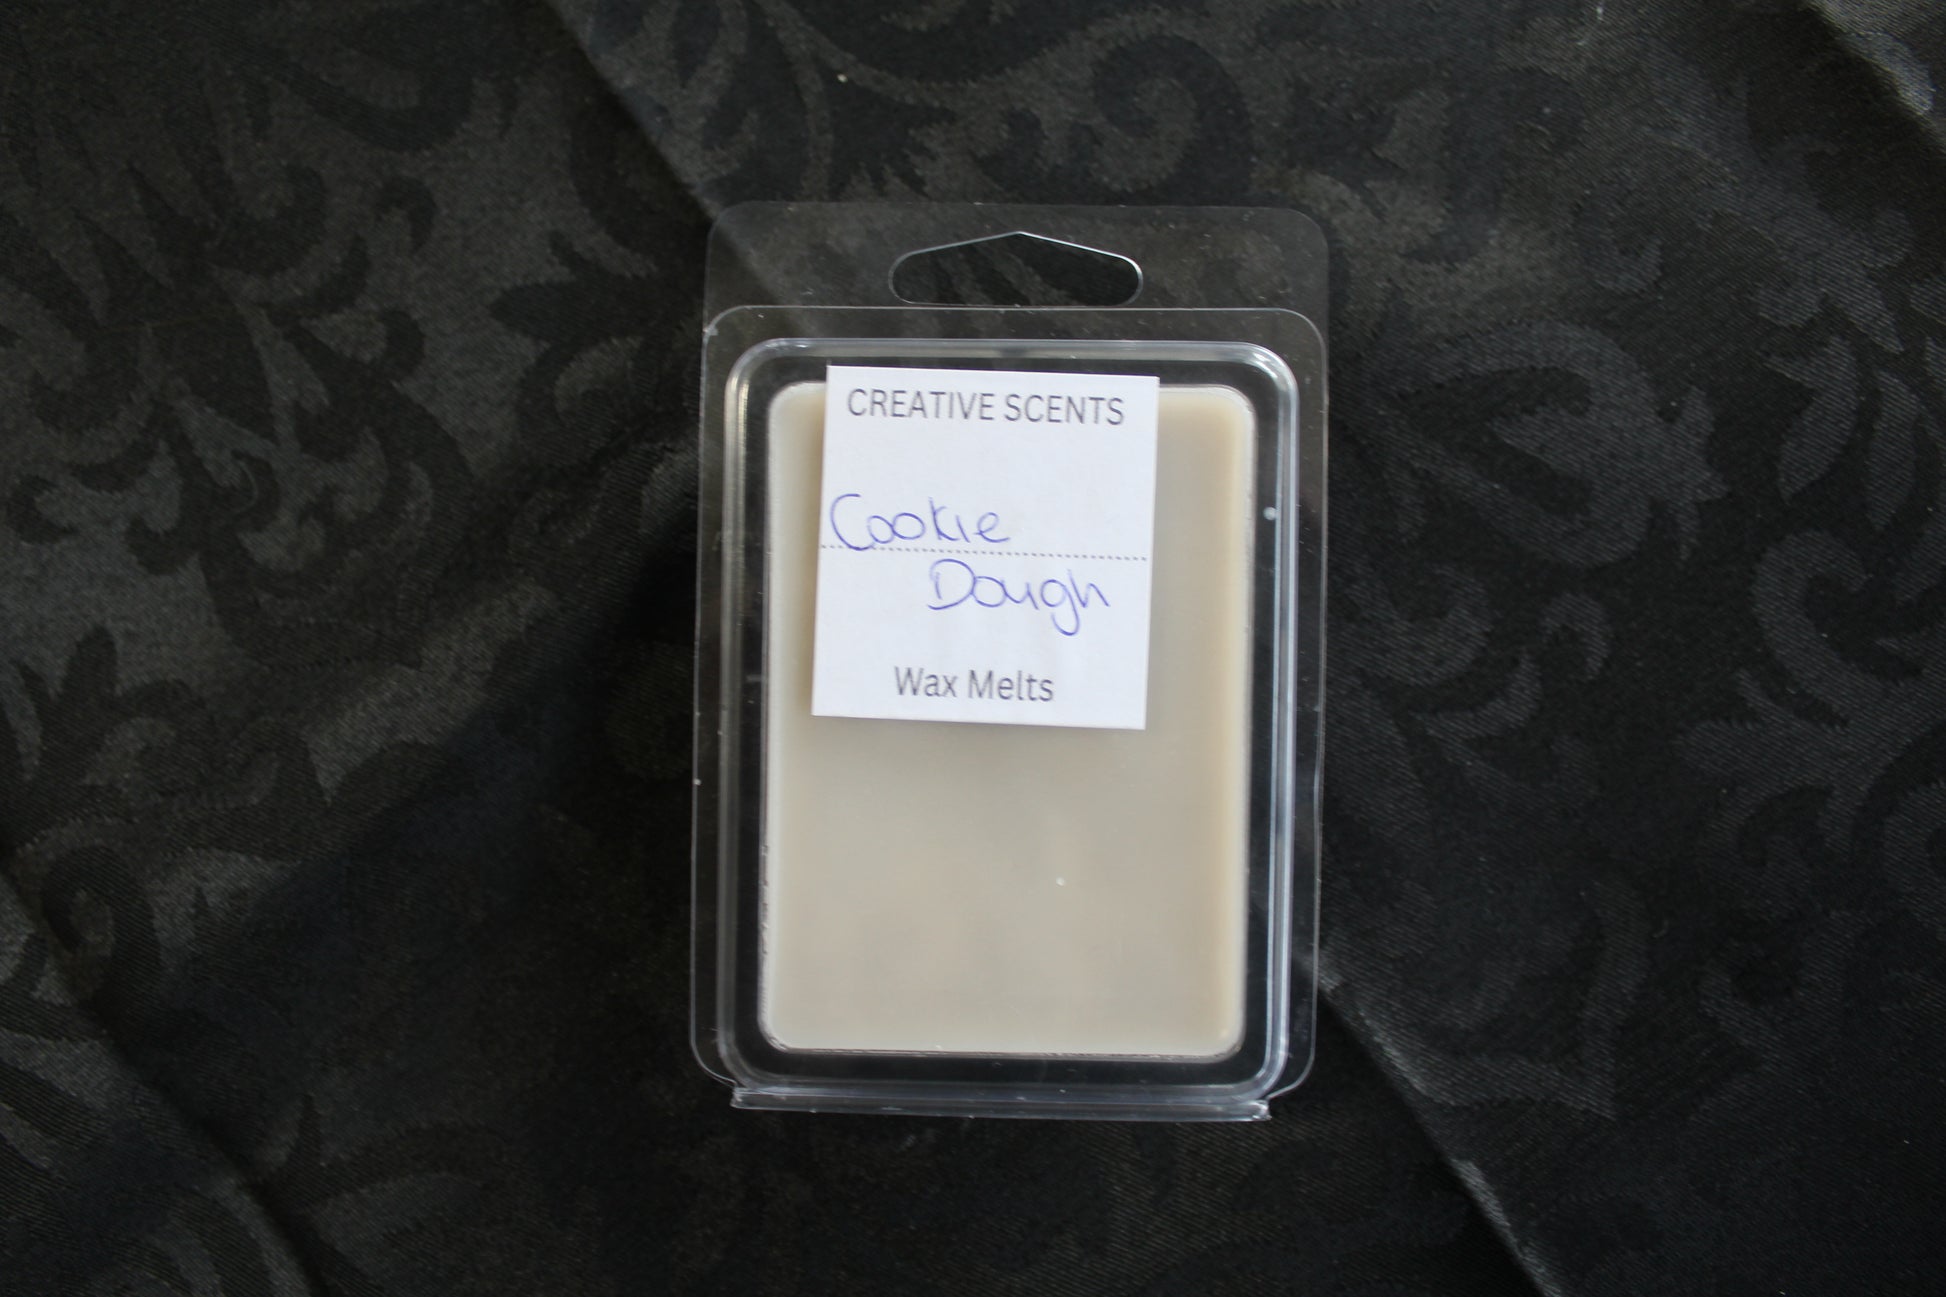 CREATIVE SCENTS
Cookie
Dough
Wax Melts